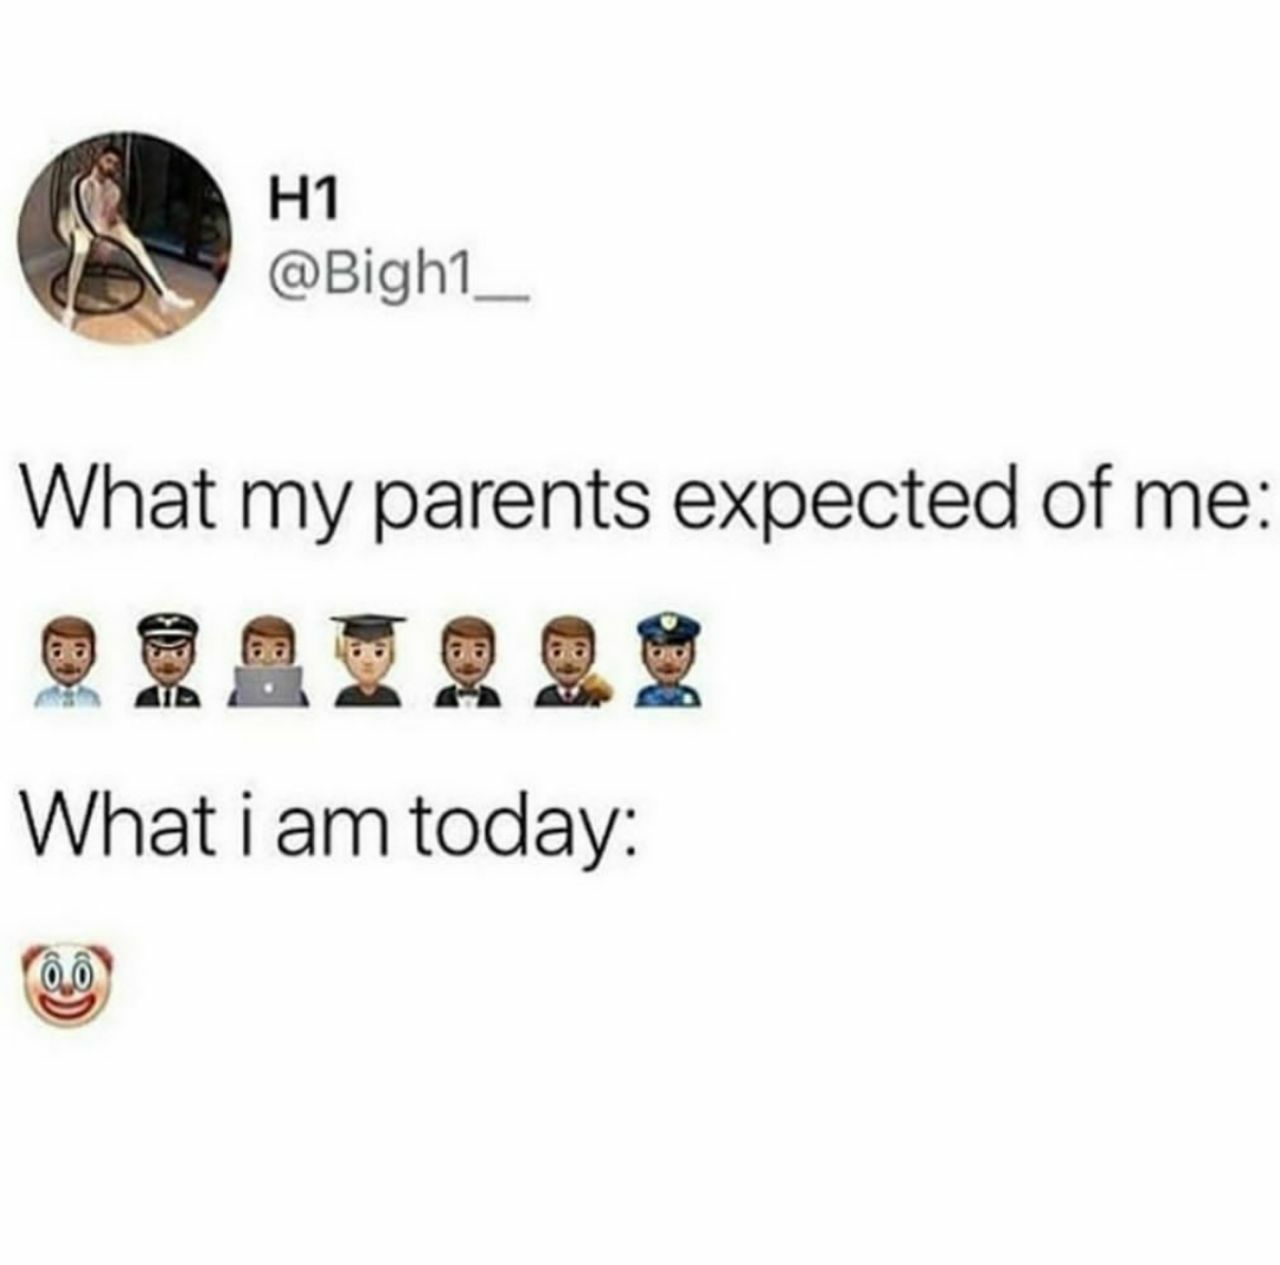 H1
@Bigh1__
What my parents expected of me:
👨🏽‍💼 👨🏽‍✈️ 👨🏽‍💻 👨🏼‍🎓 🤵🏽 👨🏽‍⚖️ 👮🏽‍♂️
What i am today:
🤡